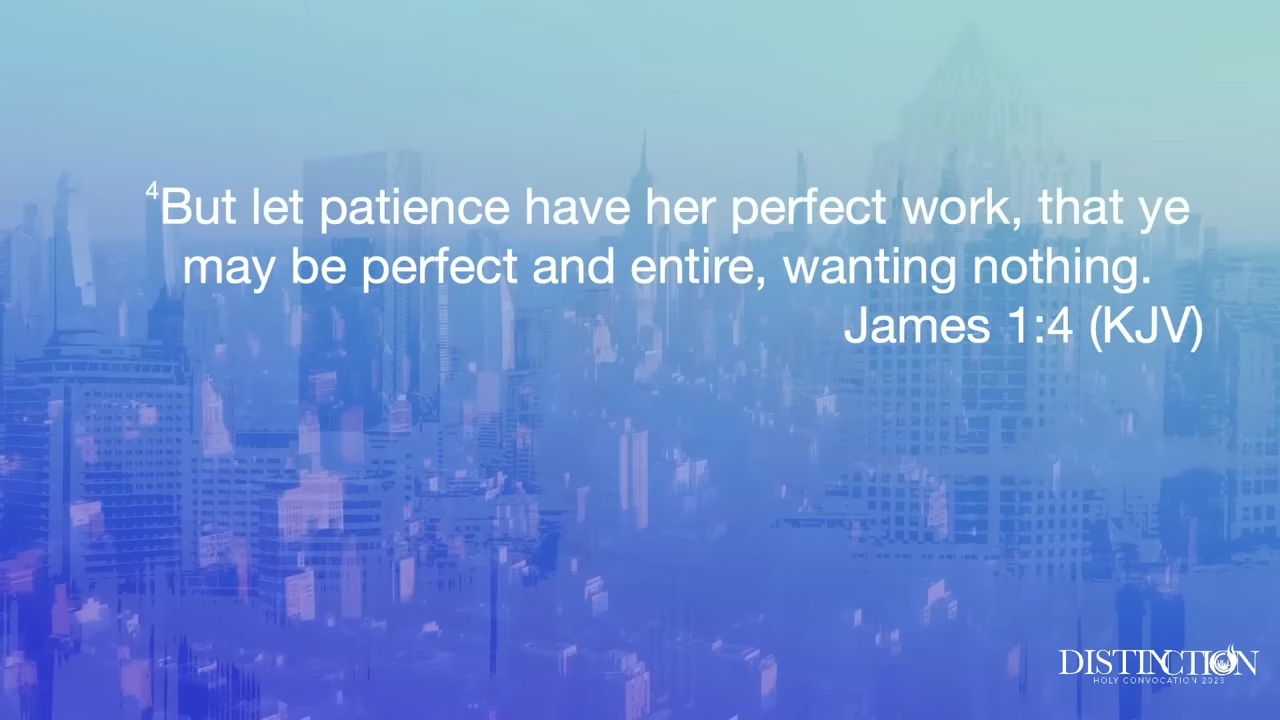 4But let patience have her perfect work, that ye
may be perfect and entire, wanting nothing.
James 1:4 (KJV)
DISTINCTION
HOLY CONVOCATION 2023